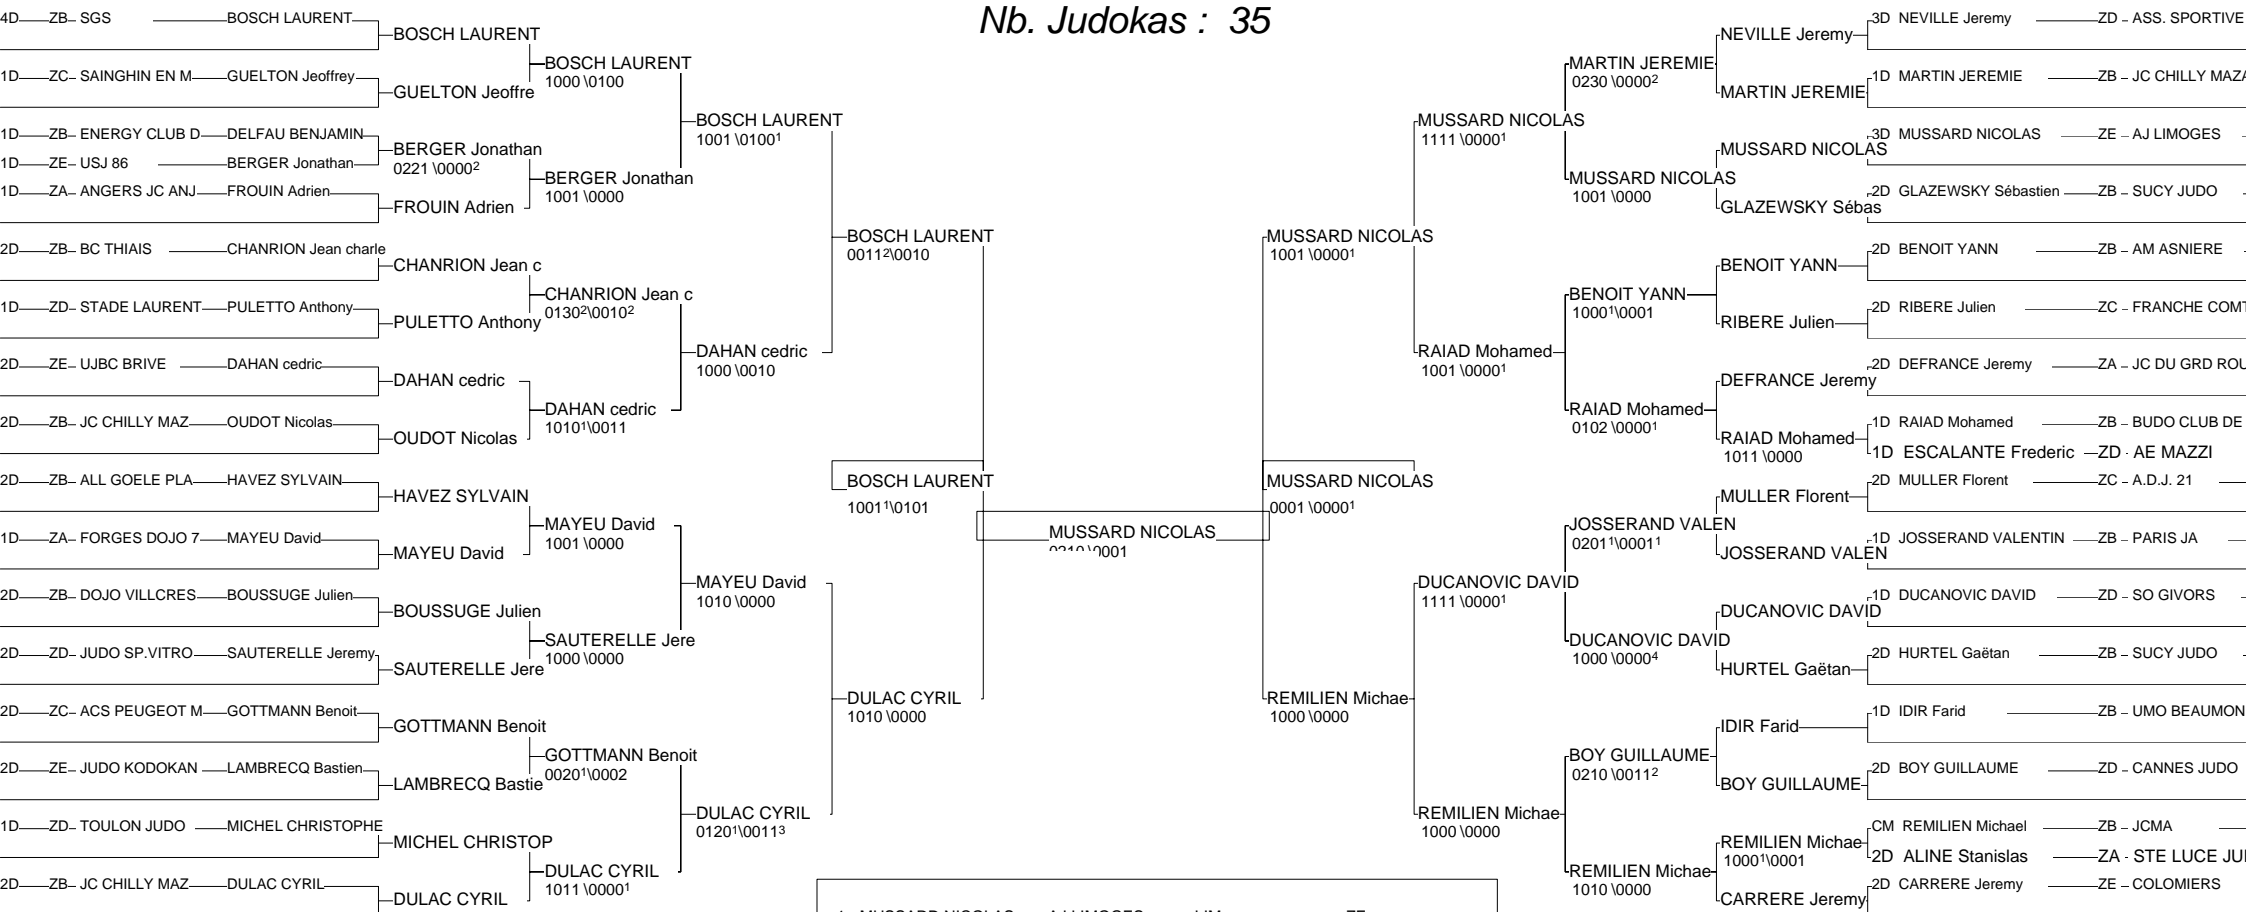 Nb. Judokas : 35
4D ZB SGS BOSCH LAURENT
1D ZC SAINGHIN EN M GUELTON Jeoffrey
1D ZB ENERGY CLUB D DELFAU BENJAMIN
1D ZE USJ 86 BERGER Jonathan
1D ZA ANGERS JC ANJ FROUIN Adrien
2D ZB BC THIAIS CHANRION Jean charle
1D ZD STADE LAURENT PULETTO Anthony
2D ZE UJBC BRIVE DAHAN cedric
2D ZB JC CHILLY MAZ OUDOT Nicolas
2D ZB ALL GOELE PLA HAVEZ SYLVAIN
1D ZA FORGES DOJO 7 MAYEU David
2D ZB DOJO VILLCRES BOUSSUGE Julien
2D ZD JUDO SP.VITRO SAUTERELLE Jeremy
2D ZC ACS PEUGEOT M GOTTMANN Benoit
2D ZE JUDO KODOKAN LAMBRECQ Bastien
1D ZD TOULON JUDO MICHEL CHRISTOPHE
2D ZB JC CHILLY MAZ DULAC CYRIL
BOSCH LAURENT
GUELTON Jeoffre
BERGER Jonathan
0221 \0000²
FROUIN Adrien
CHANRION Jean c
PULETTO Anthony
DAHAN cedric
OUDOT Nicolas
HAVEZ SYLVAIN
MAYEU David
BOUSSUGE Julien
SAUTERELLE Jere
GOTTMANN Benoit
LAMBRECQ Bastie
MICHEL CHRISTOP
DULAC CYRIL
BOSCH LAURENT
1000 \0100
BERGER Jonathan
1001 \0000
CHANRION Jean c
0130²\0010²
DAHAN cedric
1010¹\0011
MAYEU David
1001 \0000
SAUTERELLE Jere
1000 \0000
GOTTMANN Benoit
0020¹\0002
DULAC CYRIL
1011 \0000¹
BOSCH LAURENT
1001 \0100¹
DAHAN cedric
1000 \0010
MAYEU David
1010 \0000
DULAC CYRIL
0120¹\0011³
BOSCH LAURENT
0011²\0010
DULAC CYRIL
1010 \0000
BOSCH LAURENT
1001¹\0101
MUSSARD NICOLAS
0210 \0001
MUSSARD NICOLAS
0001 \0000¹
MUSSARD NICOLAS
1001 \0000¹
REMILIEN Michae
1000 \0000
MUSSARD NICOLAS
1111 \0000¹
RAIAD Mohamed
1001 \0000¹
DUCANOVIC DAVID
1111 \0000¹
REMILIEN Michae
1000 \0000
MARTIN JEREMIE
0230 \0000²
MUSSARD NICOLAS
1001 \0000
BENOIT YANN
1000¹\0001
RAIAD Mohamed
0102 \0000¹
JOSSERAND VALEN
0201¹\0001¹
DUCANOVIC DAVID
1000 \0000⁴
BOY GUILLAUME
0210 \0011²
REMILIEN Michae
1010 \0000
NEVILLE Jeremy
MARTIN JEREMIE
MUSSARD NICOLAS
GLAZEWSKY Sébas
BENOIT YANN
RIBERE Julien
DEFRANCE Jeremy
RAIAD Mohamed
1011 \0000
MULLER Florent
JOSSERAND VALEN
DUCANOVIC DAVID
HURTEL Gaëtan
IDIR Farid
BOY GUILLAUME
REMILIEN Michae
1000¹\0001
CARRERE Jeremy
3D NEVILLE Jeremy ZD ASS. SPORTIVE
1D MARTIN JEREMIE ZB JC CHILLY MAZA
3D MUSSARD NICOLAS ZE AJ LIMOGES
2D GLAZEWSKY Sébastien ZB SUCY JUDO
2D BENOIT YANN ZB AM ASNIERE
2D RIBERE Julien ZC FRANCHE COMT
2D DEFRANCE Jeremy ZA JC DU GRD ROU
1D RAIAD Mohamed ZB BUDO CLUB DE
1D ESCALANTE Frederic ZD AE MAZZI
2D MULLER Florent ZC A.D.J. 21
1D JOSSERAND VALENTIN ZB PARIS JA
1D DUCANOVIC DAVID ZD SO GIVORS
2D HURTEL Gaëtan ZB SUCY JUDO
1D IDIR Farid ZB UMO BEAUMON
2D BOY GUILLAUME ZD CANNES JUDO
CM REMILIEN Michael ZB JCMA
2D ALINE Stanislas ZA STE LUCE JU
2D CARRERE Jeremy ZE COLOMIERS